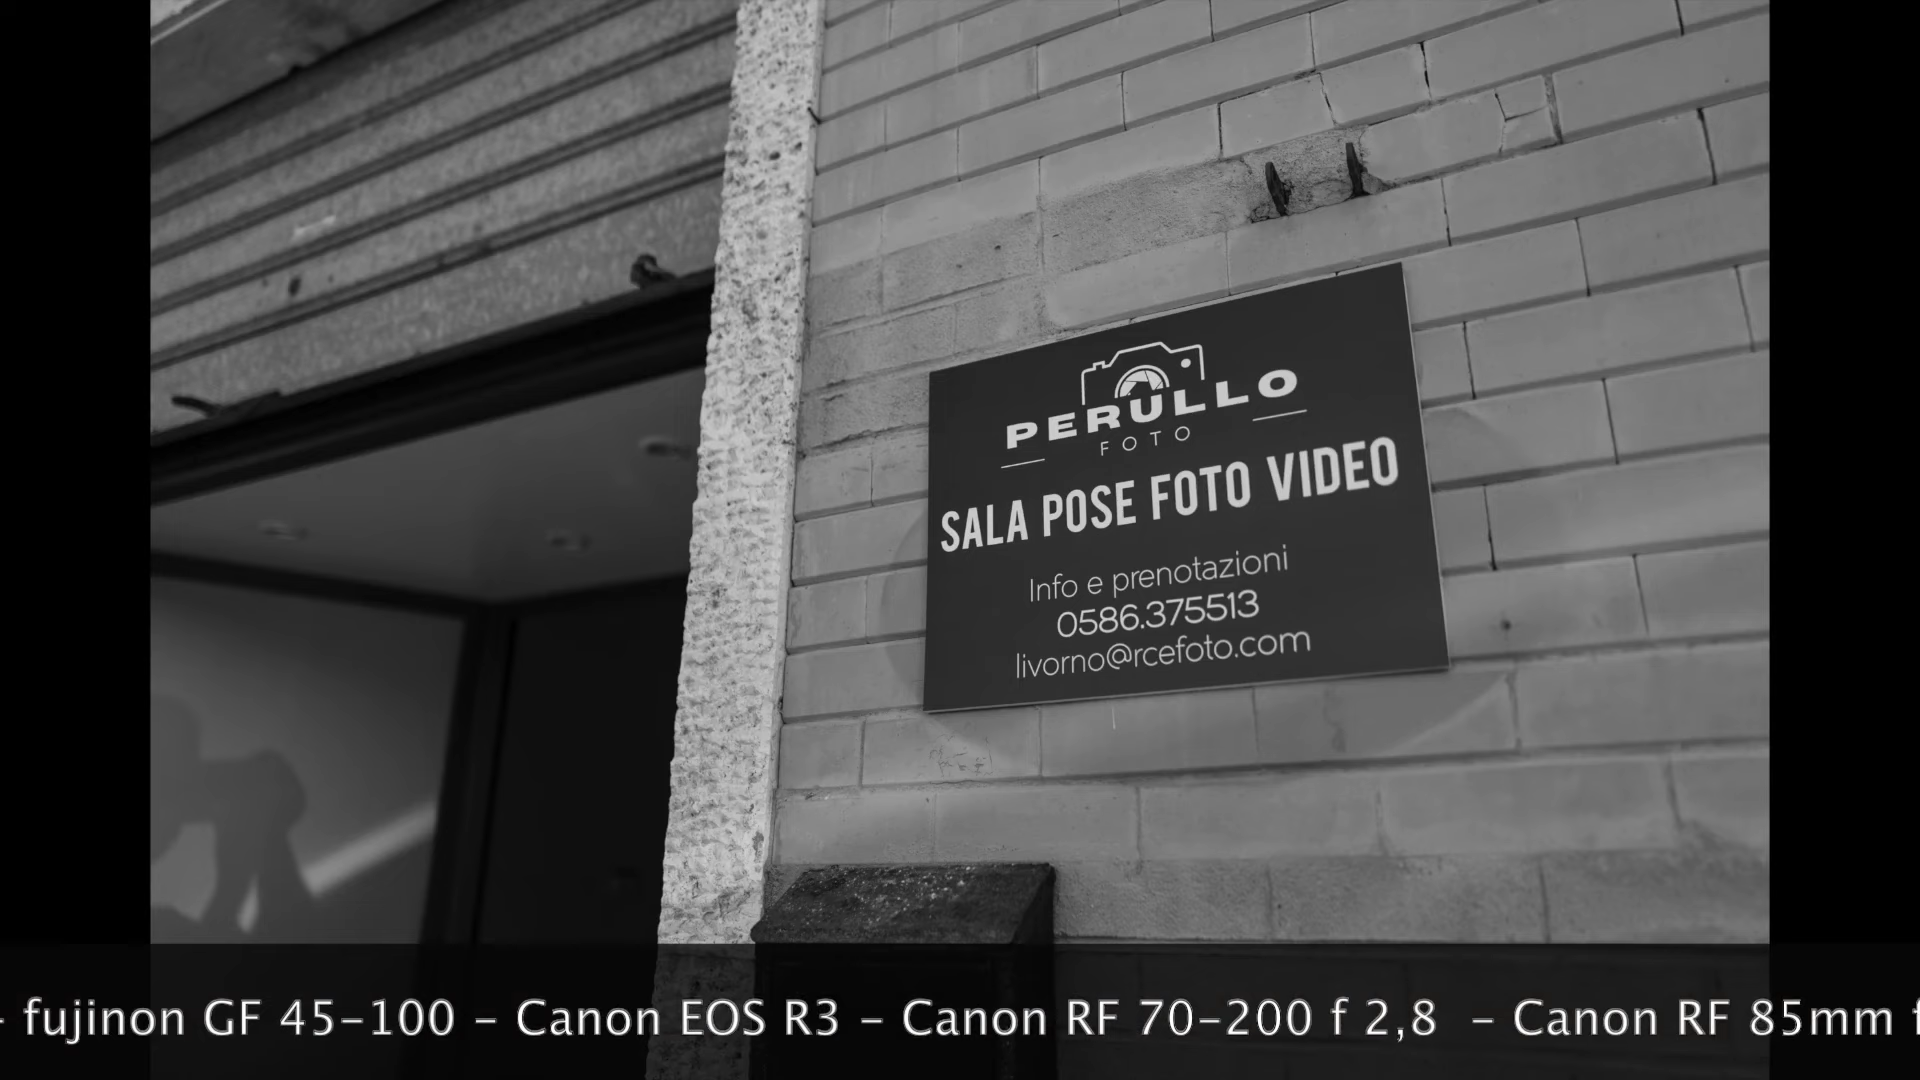 PERULLO
FOTO
SALA POSE FOTO VIDEO
Info e prenotazioni
0586.375513
livorno@rcefoto.com
- fujinon GF 45-100 - Canon EOS R3 - Canon RF 70-200 f 2,8 - Canon RF 85mm f